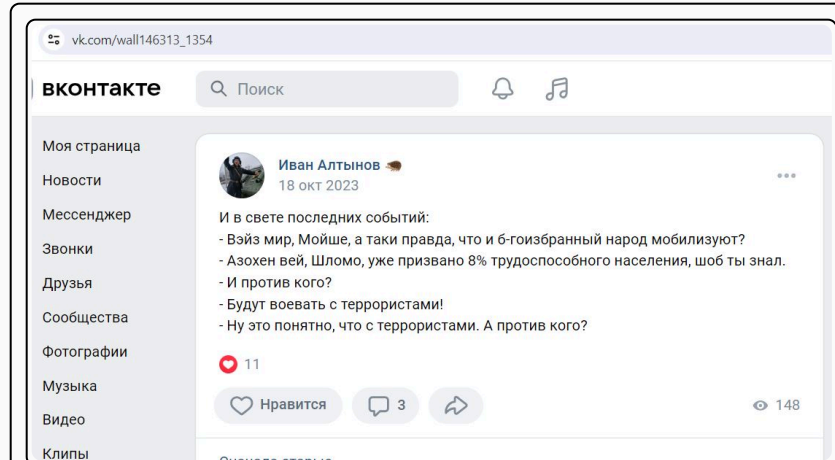 vk.com/wall146313_1354
вконтакте
Поиск
Моя страница
Новости
Мессенджер
Звонки
Друзья
Сообщества
Фотографии
Музыка
Видео
Клипы
Иван Алтынов
18 окт 2023
И в свете последних событий:
- Вэйз мир, Мойше, а таки правда, что и б-гоизбранный народ мобилизуют?
- Азохен вей, Шломо, уже призвано 8% трудоспособного населения, шоб ты знал.
- И против кого?
- Будут воевать с террористами!
- Ну это понятно, что с террористами. А против кого?
11
Нравится
3
148